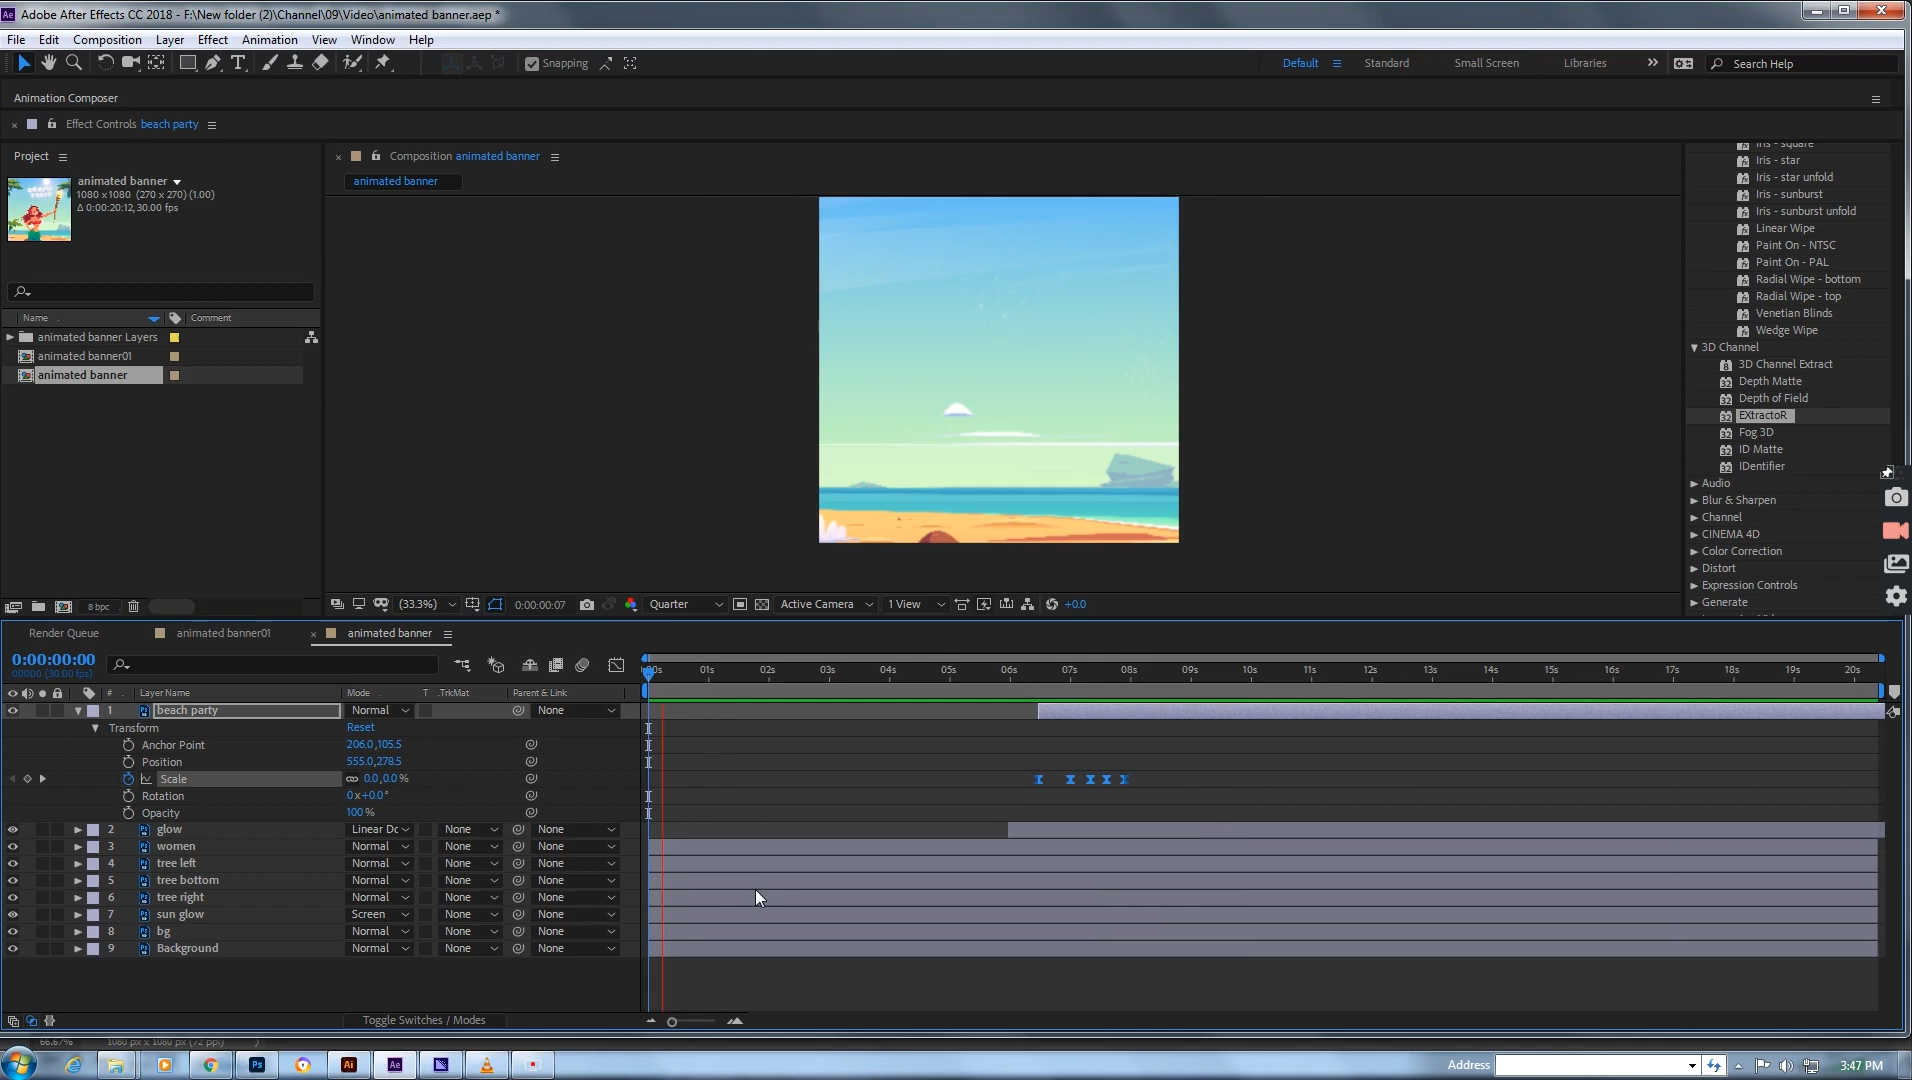 Ae Adobe After Effects CC 2018 - F:\New folder (2)\Channel\09\Video\animated banner.aep *
File Edit Composition Layer Effect Animation View Window Help
Snapping Default Standard Small Screen Libraries Search Help
Animation Composer
Effect Controls beach party
Project
Composition animated banner
animated banner
1080 x 1080 (270 x 270) (1.00)
Δ 0:00:20:12, 30.00 fps
animated banner
Name Comment
animated banner Layers
animated banner01
animated banner
Iris - square
Iris - star
Iris - star unfold
Iris - sunburst
Iris - sunburst unfold
Linear Wipe
Paint On - NTSC
Paint On - PAL
Radial Wipe - bottom
Radial Wipe - top
Venetian Blinds
Wedge Wipe
3D Channel
3D Channel Extract
Depth Matte
Depth of Field
EXtractoR
Fog 3D
ID Matte
IDentifier
Audio
Blur & Sharpen
Channel
CINEMA 4D
Color Correction
Distort
Expression Controls
Generate
8 bpc (33.3%) 0:00:00:07 Quarter Active Camera 1 View +0.0
Render Queue animated banner01 animated banner
0:00:00:00
00000 (30.00 fps)
01s 02s 03s 04s 05s 06s 07s 08s 09s 10s 11s 12s 13s 14s 15s 16s 17s 18s 19s 20s
# Layer Name Mode T .TrkMat Parent & Link
1 beach party Normal None
Transform Reset
Anchor Point 206.0,105.5
Position 555.0,278.5
Scale 0.0,0.0 %
Rotation 0 x+0.0 °
Opacity 100 %
2 glow Linear Dc None None
3 women Normal None None
4 tree left Normal None None
5 tree bottom Normal None None
6 tree right Normal None None
7 sun glow Screen None None
8 bg Normal None None
9 Background Normal None None
Toggle Switches / Modes
66.67% 1080 px x 1080 px (72 ppi)
Ps Ai Ae Address 3:47 PM